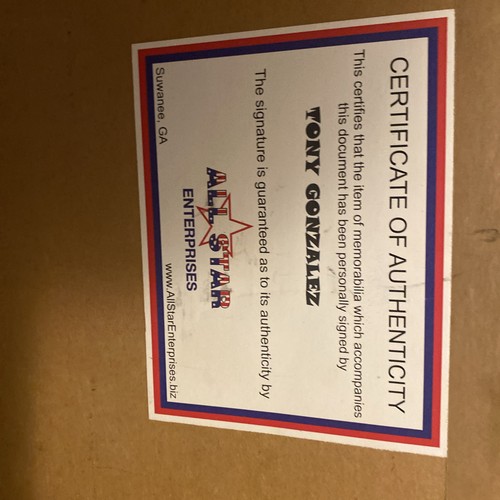 CERTIFICATE OF AUTHENTICITY
This certifies that the item of memorabilia which accompanies
this document has been personally signed by
TONY GONZALEZ
The signature is guaranteed as to its authenticity by
ALL STAR
ENTERPRISES
Suwanee, GA
www.AllStarEnterprises.biz